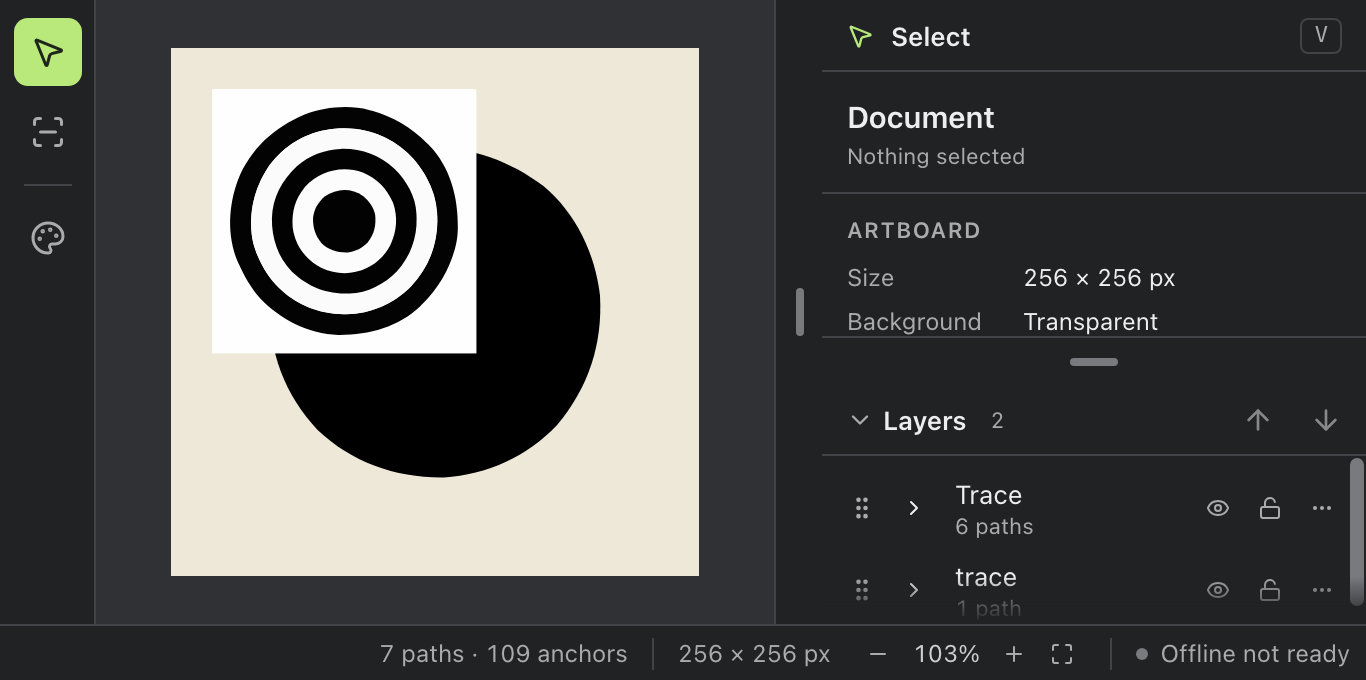 Select
V
Document
Nothing selected
ARTBOARD
Size 256 × 256 px
Background Transparent
Layers 2
Trace
6 paths
trace
1 path
7 paths · 109 anchors 256 × 256 px − 103% + Offline not ready